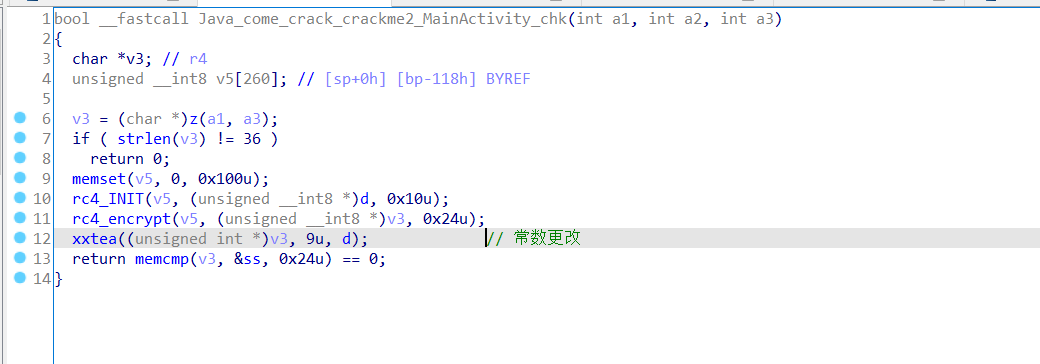 1 bool __fastcall Java_come_crack_crackme2_MainActivity_chk(int a1, int a2, int a3)
2 {
3 char *v3; // r4
4 unsigned __int8 v5[260]; // [sp+0h] [bp-118h] BYREF
5
6 v3 = (char *)z(a1, a3);
7 if ( strlen(v3) != 36 )
8 return 0;
9 memset(v5, 0, 0x100u);
10 rc4_INIT(v5, (unsigned __int8 *)d, 0x10u);
11 rc4_encrypt(v5, (unsigned __int8 *)v3, 0x24u);
12 xxtea((unsigned int *)v3, 9u, d); // 常数更改
13 return memcmp(v3, &ss, 0x24u) == 0;
14 }